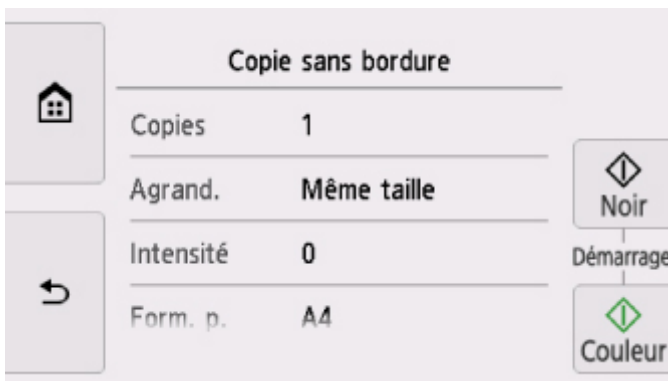 Copie sans bordure
Copies 1
Agrand. Même taille
Intensité 0
Form. p. A4
Noir
Démarrage
Couleur